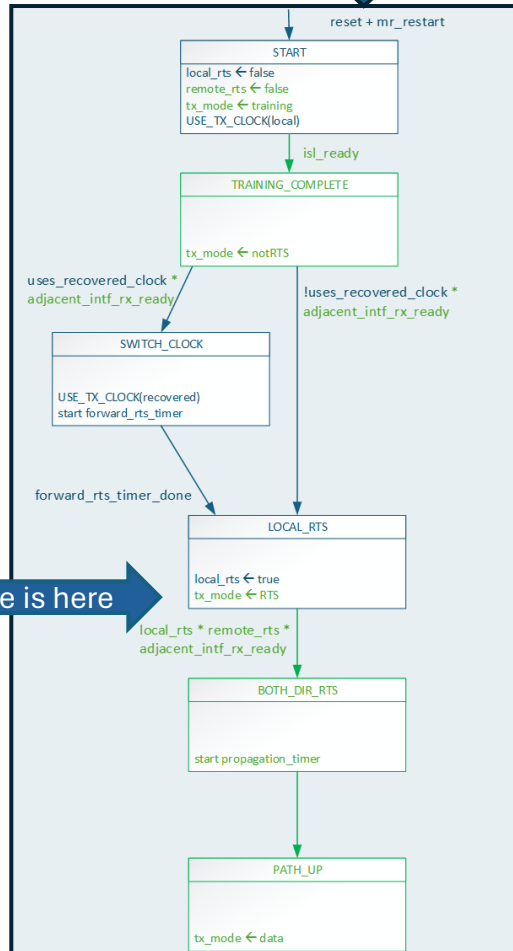 reset + mr_restart
START
local_rts ← false
remote_rts ← false
tx_mode ← training
USE_TX_CLOCK(local)
isl_ready
TRAINING_COMPLETE
tx_mode ← notRTS
uses_recovered_clock *
adjacent_intf_rx_ready
!uses_recovered_clock *
adjacent_intf_rx_ready
SWITCH_CLOCK
USE_TX_CLOCK(recovered)
start forward_rts_timer
forward_rts_timer_done
LOCAL_RTS
local_rts ← true
tx_mode ← RTS
e is here
local_rts * remote_rts *
adjacent_intf_rx_ready
BOTH_DIR_RTS
start propagation_timer
PATH_UP
tx_mode ← data